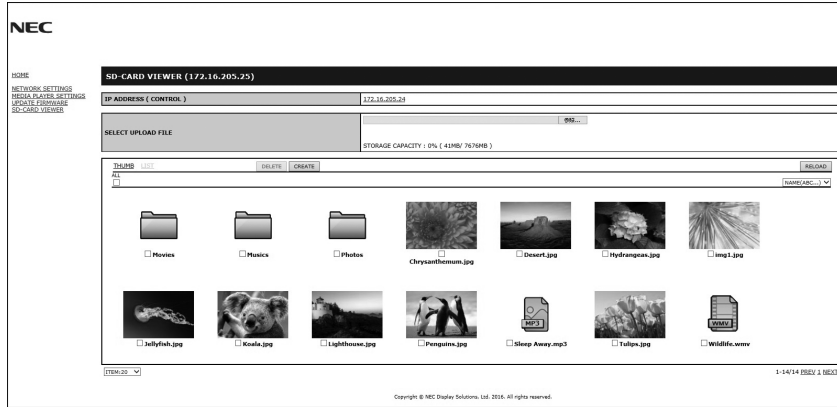 NEC
HOME
NETWORK SETTINGS
MEDIA PLAYER SETTINGS
UPDATE FIRMWARE
SD-CARD VIEWER
SD-CARD VIEWER (172.16.205.25)
IP ADDRESS ( CONTROL ) 172.16.205.24
SELECT UPLOAD FILE
STORAGE CAPACITY : 0% ( 41MB/ 7676MB )
THUMB LIST DELETE CREATE RELOAD
ALL
NAME(ABC...)
Movies Musics Photos Chrysanthemum.jpg Desert.jpg Hydrangeas.jpg img1.jpg
MP3 WMV
Jellyfish.jpg Koala.jpg Lighthouse.jpg Penguins.jpg Sleep Away.mp3 Tulips.jpg Wildlife.wmv
ITEM:20 1-14/14 PREV 1 NEXT
Copyright © NEC Display Solutions, Ltd. 2016. All rights reserved.